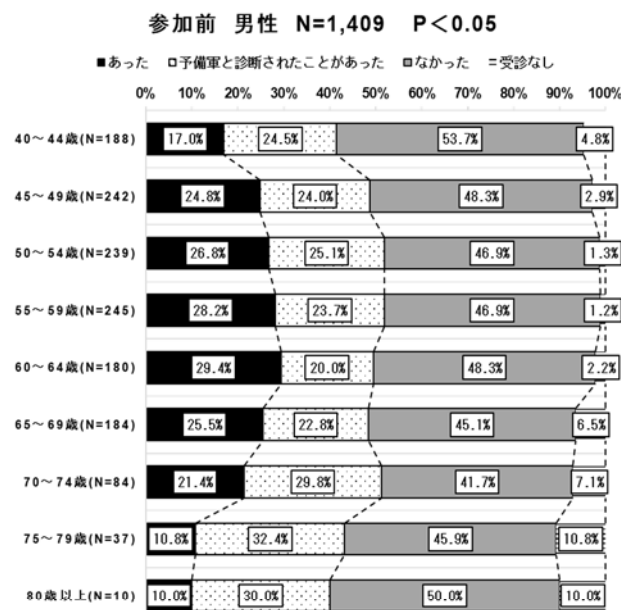 参加前 男性 N=1,409 P<0.05
■あった □予備軍と診断されたことがあった ■なかった =受診なし
0% 10% 20% 30% 40% 50% 60% 70% 80% 90% 100%
40～44歳(N=188) 17.0% 24.5% 53.7% 4.8%
45～49歳(N=242) 24.8% 24.0% 48.3% 2.9%
50～54歳(N=239) 26.8% 25.1% 46.9% 1.3%
55～59歳(N=245) 28.2% 23.7% 46.9% 1.2%
60～64歳(N=180) 29.4% 20.0% 48.3% 2.2%
65～69歳(N=184) 25.5% 22.8% 45.1% 6.5%
70～74歳(N=84) 21.4% 29.8% 41.7% 7.1%
75～79歳(N=37) 10.8% 32.4% 45.9% 10.8%
80歳以上(N=10) 10.0% 30.0% 50.0% 10.0%